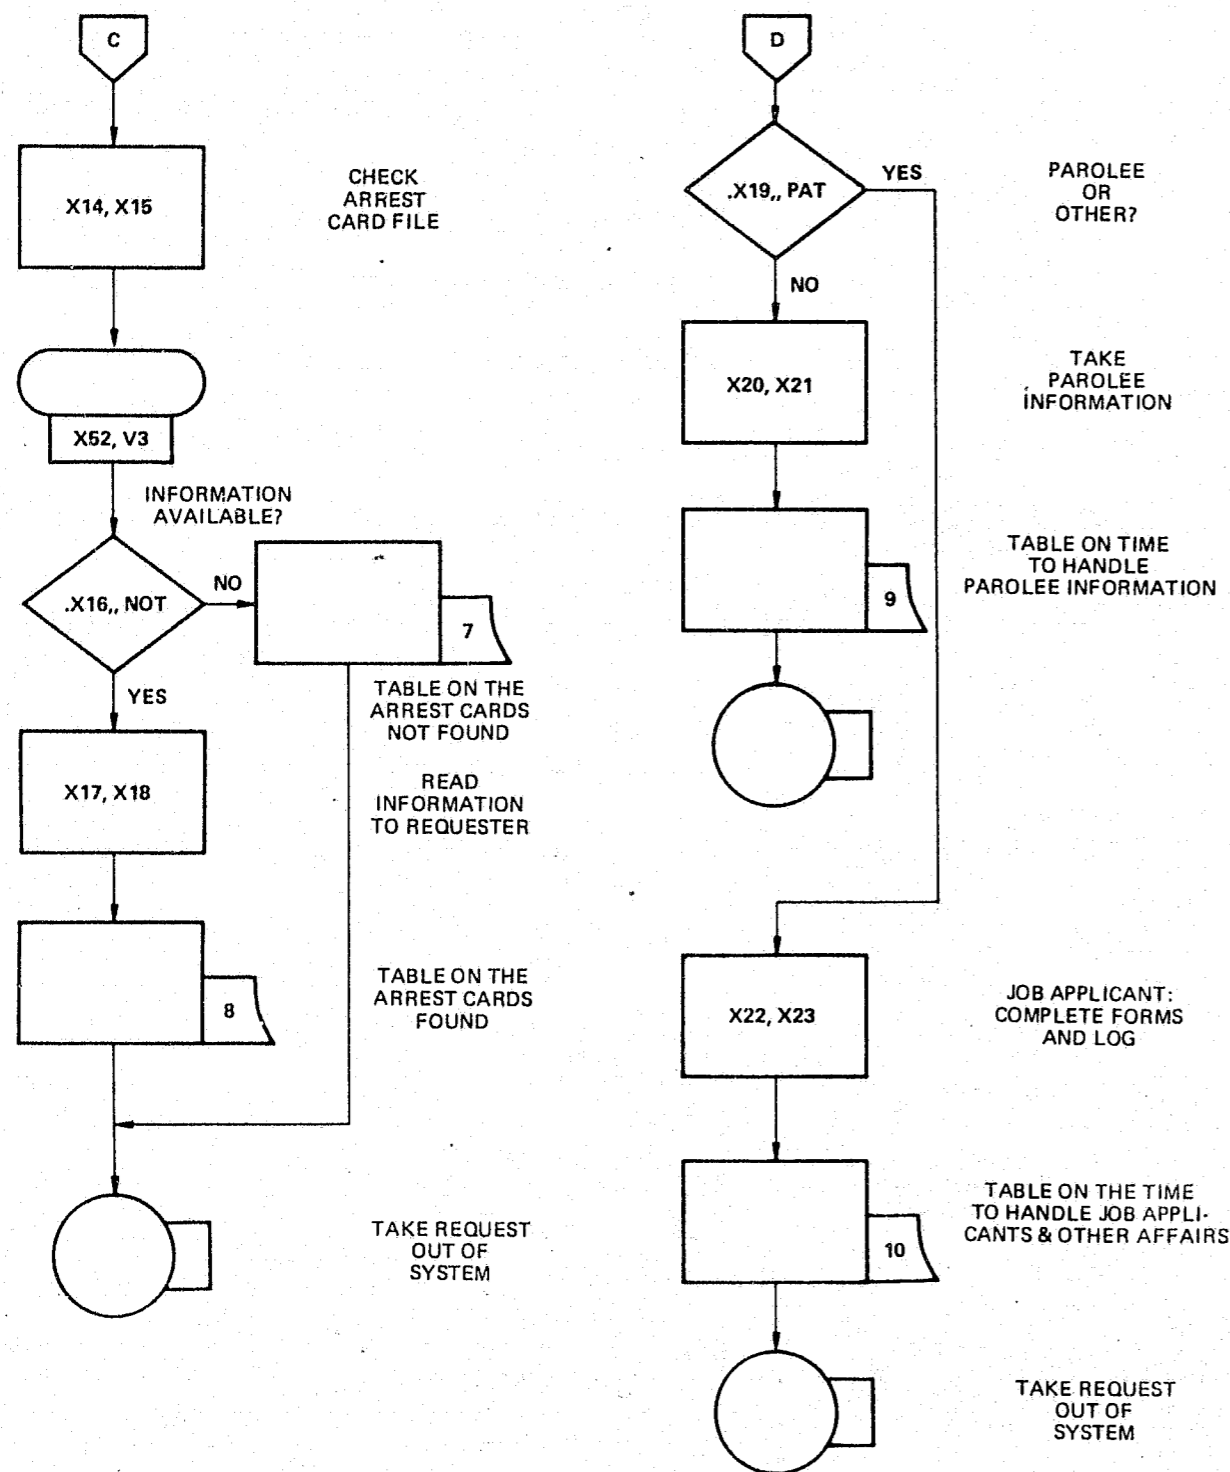 C
X14, X15
CHECK
ARREST
CARD FILE
X52, V3
INFORMATION
AVAILABLE?
.X16,, NOT
NO
7
YES
TABLE ON THE
ARREST CARDS
NOT FOUND
X17, X18
READ
INFORMATION
TO REQUESTER
8
TABLE ON THE
ARREST CARDS
FOUND
TAKE REQUEST
OUT OF
SYSTEM
D
.X19,, PAT
YES
PAROLEE
OR
OTHER?
NO
X20, X21
TAKE
PAROLEE
INFORMATION
9
TABLE ON TIME
TO HANDLE
PAROLEE INFORMATION
X22, X23
JOB APPLICANT:
COMPLETE FORMS
AND LOG
10
TABLE ON THE TIME
TO HANDLE JOB APPLI-
CANTS & OTHER AFFAIRS
TAKE REQUEST
OUT OF
SYSTEM